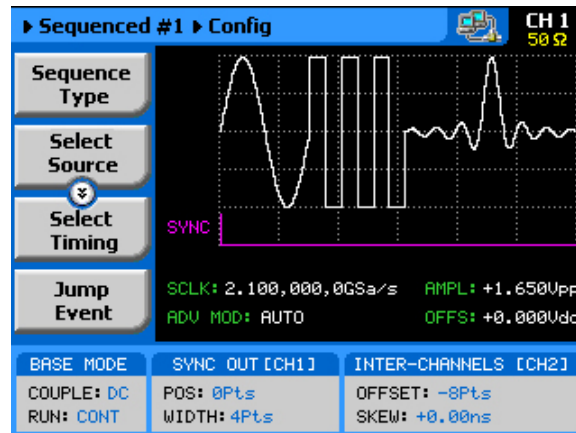 ▶ Sequenced #1 ▶ Config
CH 1
50 Ω
Sequence
Type
Select
Source
Select
Timing
Jump
Event
SYNC
SCLK: 2.100,000,0GSa/s
AMPL: +1.650Vpp
ADV MOD: AUTO
OFFS: +0.000Vdc
BASE MODE
COUPLE: DC
RUN: CONT
SYNC OUT [CH1]
POS: 0Pts
WIDTH: 4Pts
INTER-CHANNELS [CH2]
OFFSET: -8Pts
SKEW: +0.00ns